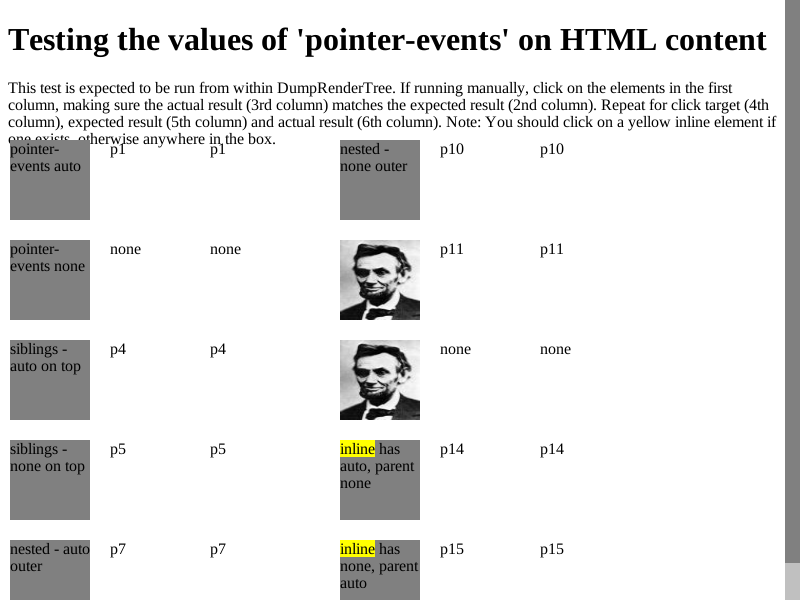 Testing the values of 'pointer-events' on HTML content
This test is expected to be run from within DumpRenderTree. If running manually, click on the elements in the first
column, making sure the actual result (3rd column) matches the expected result (2nd column). Repeat for click target (4th
column), expected result (5th column) and actual result (6th column). Note: You should click on a yellow inline element if
one exists, otherwise anywhere in the box.
pointer-
events auto
p1
p1
nested -
none outer
p10
p10
pointer-
events none
none
none
p11
p11
siblings -
auto on top
p4
p4
none
none
siblings -
none on top
p5
p5
inline has
auto, parent
none
p14
p14
nested - auto
outer
p7
p7
inline has
none, parent
auto
p15
p15